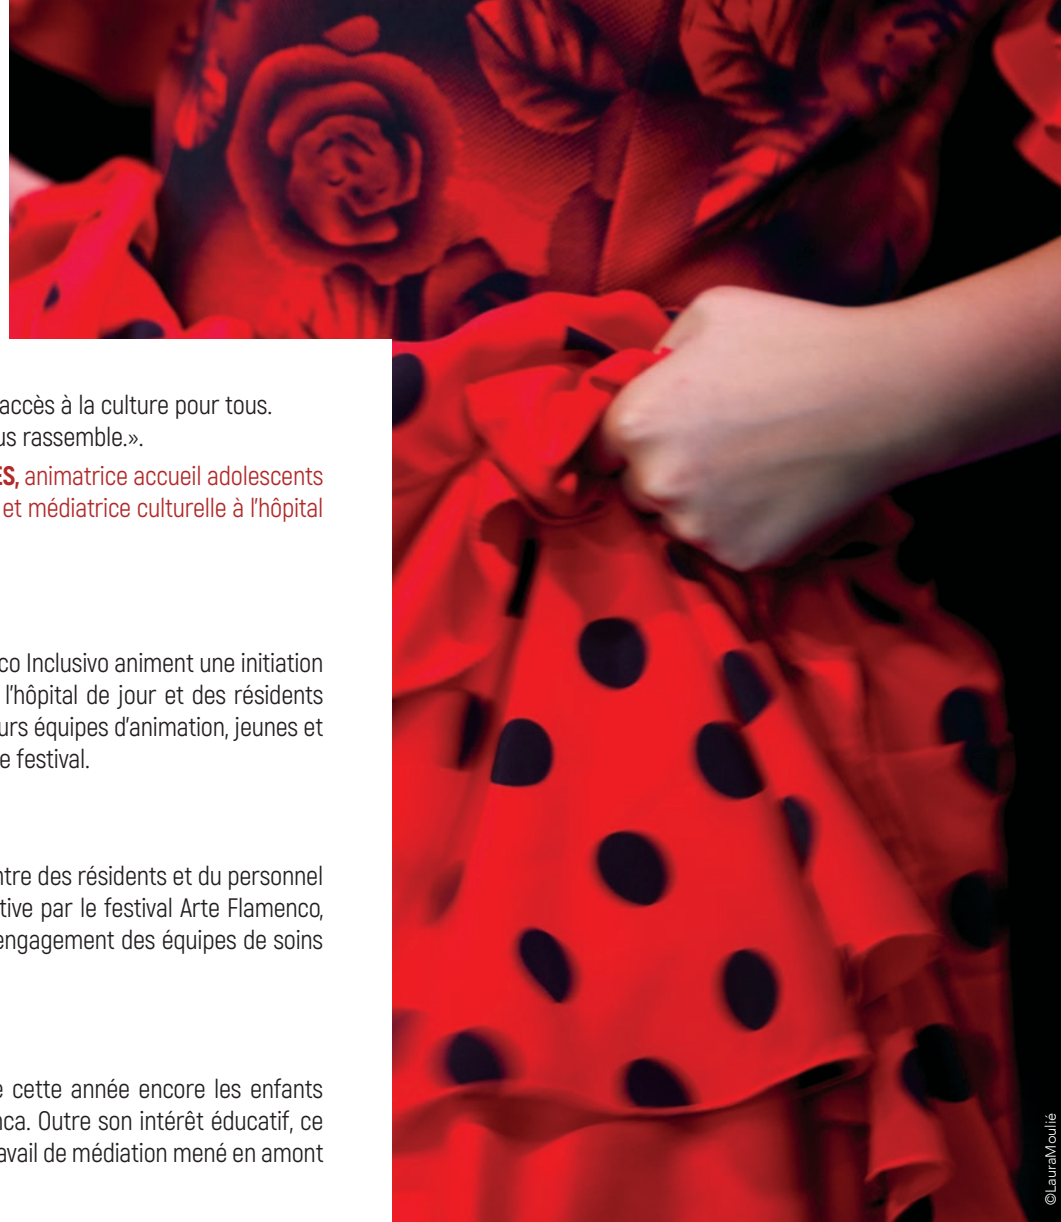 accès à la culture pour tous.
us rassemble.».
ES, animatrice accueil adolescents
et médiatrice culturelle à l'hôpital
co Inclusivo animent une initiation
l'hôpital de jour et des résidents
urs équipes d'animation, jeunes et
e festival.
ntre des résidents et du personnel
tive par le festival Arte Flamenco,
engagement des équipes de soins
e cette année encore les enfants
nca. Outre son intérêt éducatif, ce
avail de médiation mené en amont
©LauraMoulié